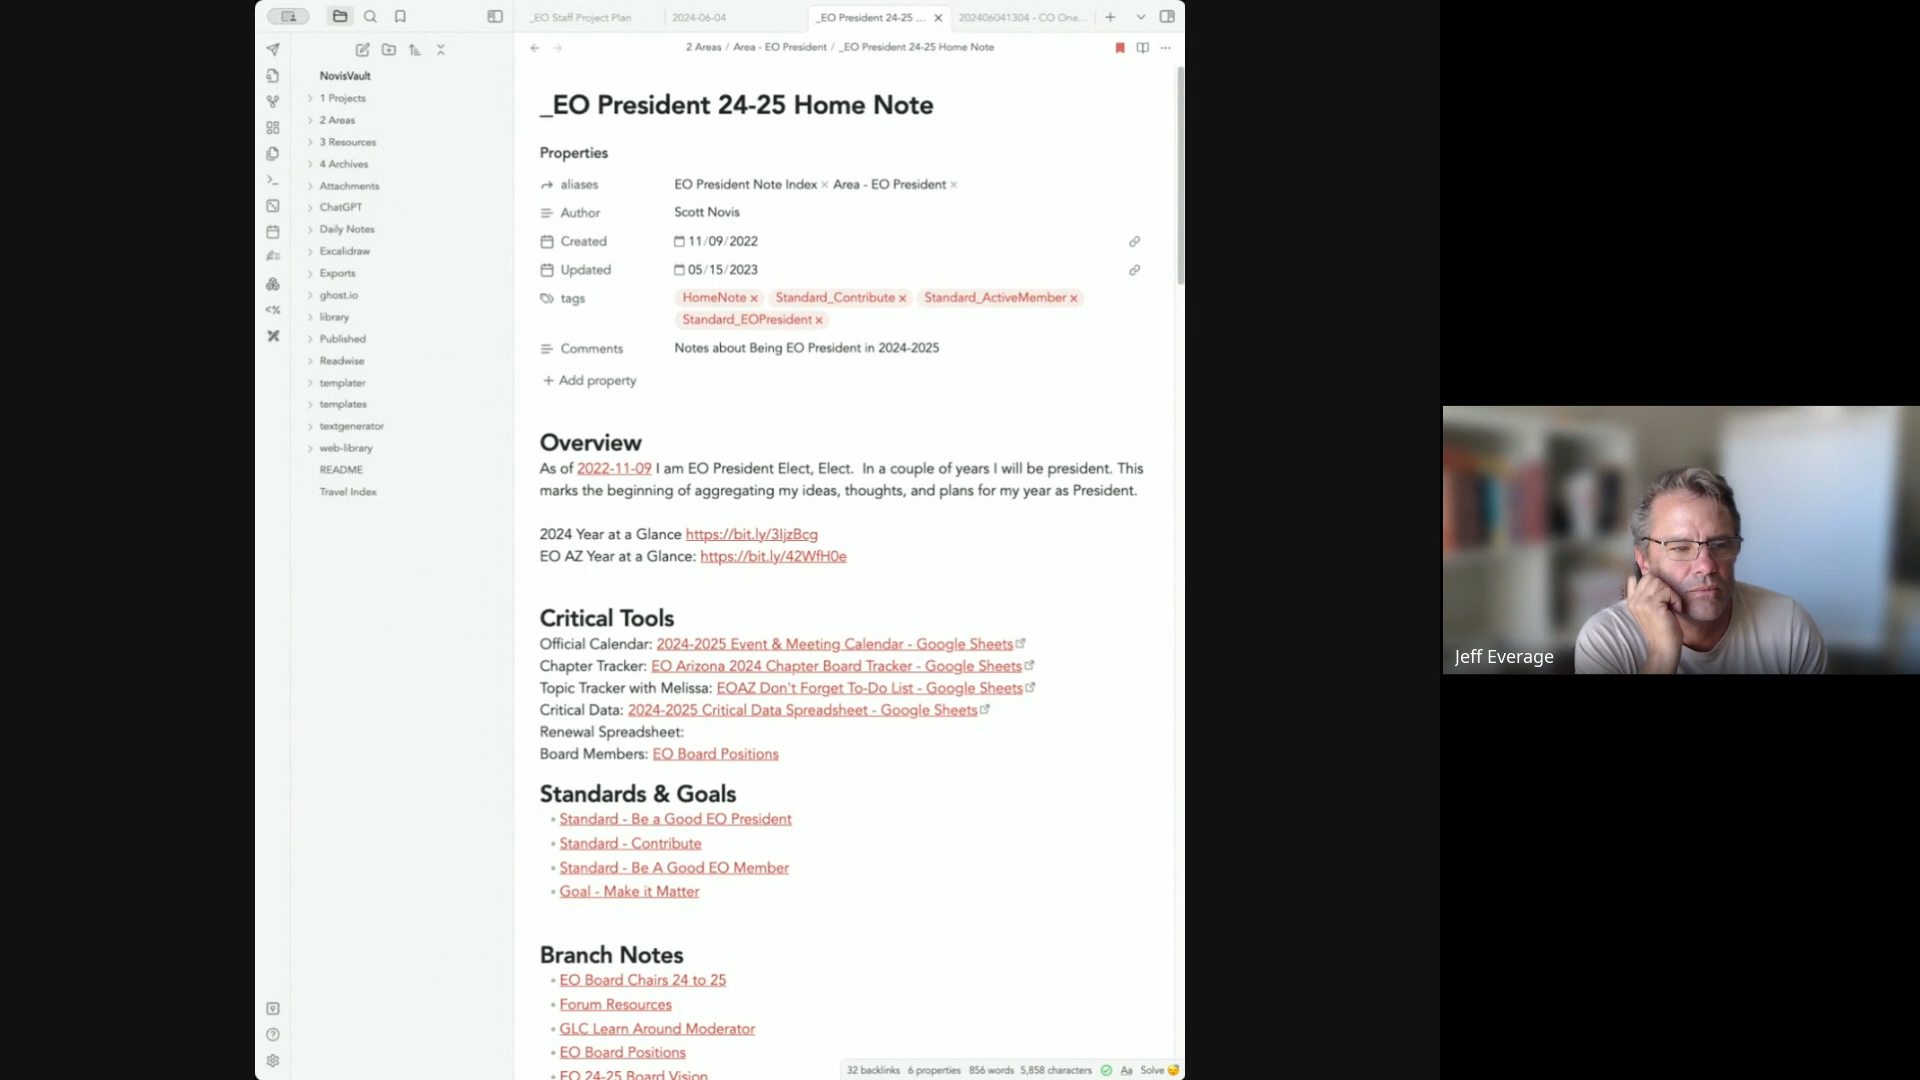 _EO Staff Project Plan
2024-06-04
_EO President 24-25 ...
202406041304 - CO One...
2 Areas / Area - EO President / _EO President 24-25 Home Note
NovisVault
1 Projects
2 Areas
3 Resources
4 Archives
Attachments
ChatGPT
Daily Notes
Excalidraw
Exports
ghost.io
library
Published
Readwise
templater
templates
textgenerator
web-library
README
Travel Index
_EO President 24-25 Home Note
Properties
aliases EO President Note Index × Area - EO President ×
Author Scott Novis
Created 11/09/2022
Updated 05/15/2023
tags HomeNote × Standard_Contribute × Standard_ActiveMember ×
Standard_EOPresident ×
Comments Notes about Being EO President in 2024-2025
+ Add property
Overview
As of 2022-11-09 I am EO President Elect, Elect. In a couple of years I will be president. This
marks the beginning of aggregating my ideas, thoughts, and plans for my year as President.
2024 Year at a Glance https://bit.ly/3IjzBcg
EO AZ Year at a Glance: https://bit.ly/42WfH0e
Critical Tools
Official Calendar: 2024-2025 Event & Meeting Calendar - Google Sheets
Chapter Tracker: EO Arizona 2024 Chapter Board Tracker - Google Sheets
Topic Tracker with Melissa: EOAZ Don't Forget To-Do List - Google Sheets
Critical Data: 2024-2025 Critical Data Spreadsheet - Google Sheets
Renewal Spreadsheet:
Board Members: EO Board Positions
Standards & Goals
• Standard - Be a Good EO President
• Standard - Contribute
• Standard - Be A Good EO Member
• Goal - Make it Matter
Branch Notes
• EO Board Chairs 24 to 25
• Forum Resources
• GLC Learn Around Moderator
• EO Board Positions
• EO 24-25 Board Vision
32 backlinks 6 properties 856 words 5,858 characters Aa Solve
Jeff Everage